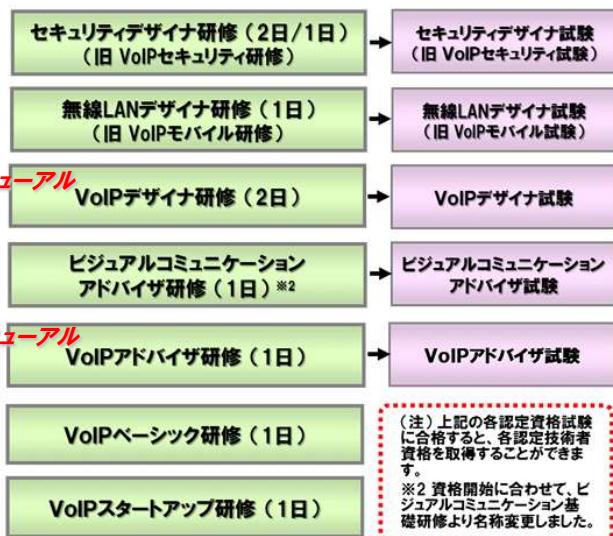 セキュリティデザイナ研修（2日/1日）
（旧 VoIPセキュリティ研修）
セキュリティデザイナ試験
（旧 VoIPセキュリティ試験）
無線LANデザイナ研修（1日）
（旧 VoIPモバイル研修）
無線LANデザイナ試験
（旧 VoIPモバイル試験）
ューアル
VoIPデザイナ研修（2日）
VoIPデザイナ試験
ビジュアルコミュニケーション
アドバイザ研修（1日）※2
ビジュアルコミュニケーション
アドバイザ試験
ューアル
VoIPアドバイザ研修（1日）
VoIPアドバイザ試験
VoIPベーシック研修（1日）
VoIPスタートアップ研修（1日）
（注）上記の各認定資格試験
に合格すると、各認定技術者
資格を取得することができま
す。
※2 資格開始に合わせて、ビ
ジュアルコミュニケーション基
礎研修より名称変更しました。